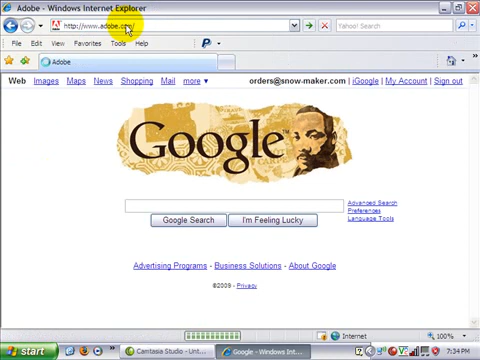 Adobe - Windows Internet Explorer
http://www.adobe.com/
Yahoo! Search
File Edit View Favorites Tools Help
Adobe
Web Images Maps News Shopping Mail more ▼
orders@snow-maker.com | iGoogle | My Account | Sign out
Google™
Advanced Search
Preferences
Language Tools
Google Search I'm Feeling Lucky
Advertising Programs - Business Solutions - About Google
©2009 - Privacy
Internet 100%
start Camtasia Studio - Unt... Google - Windows Int... 7:34 PM